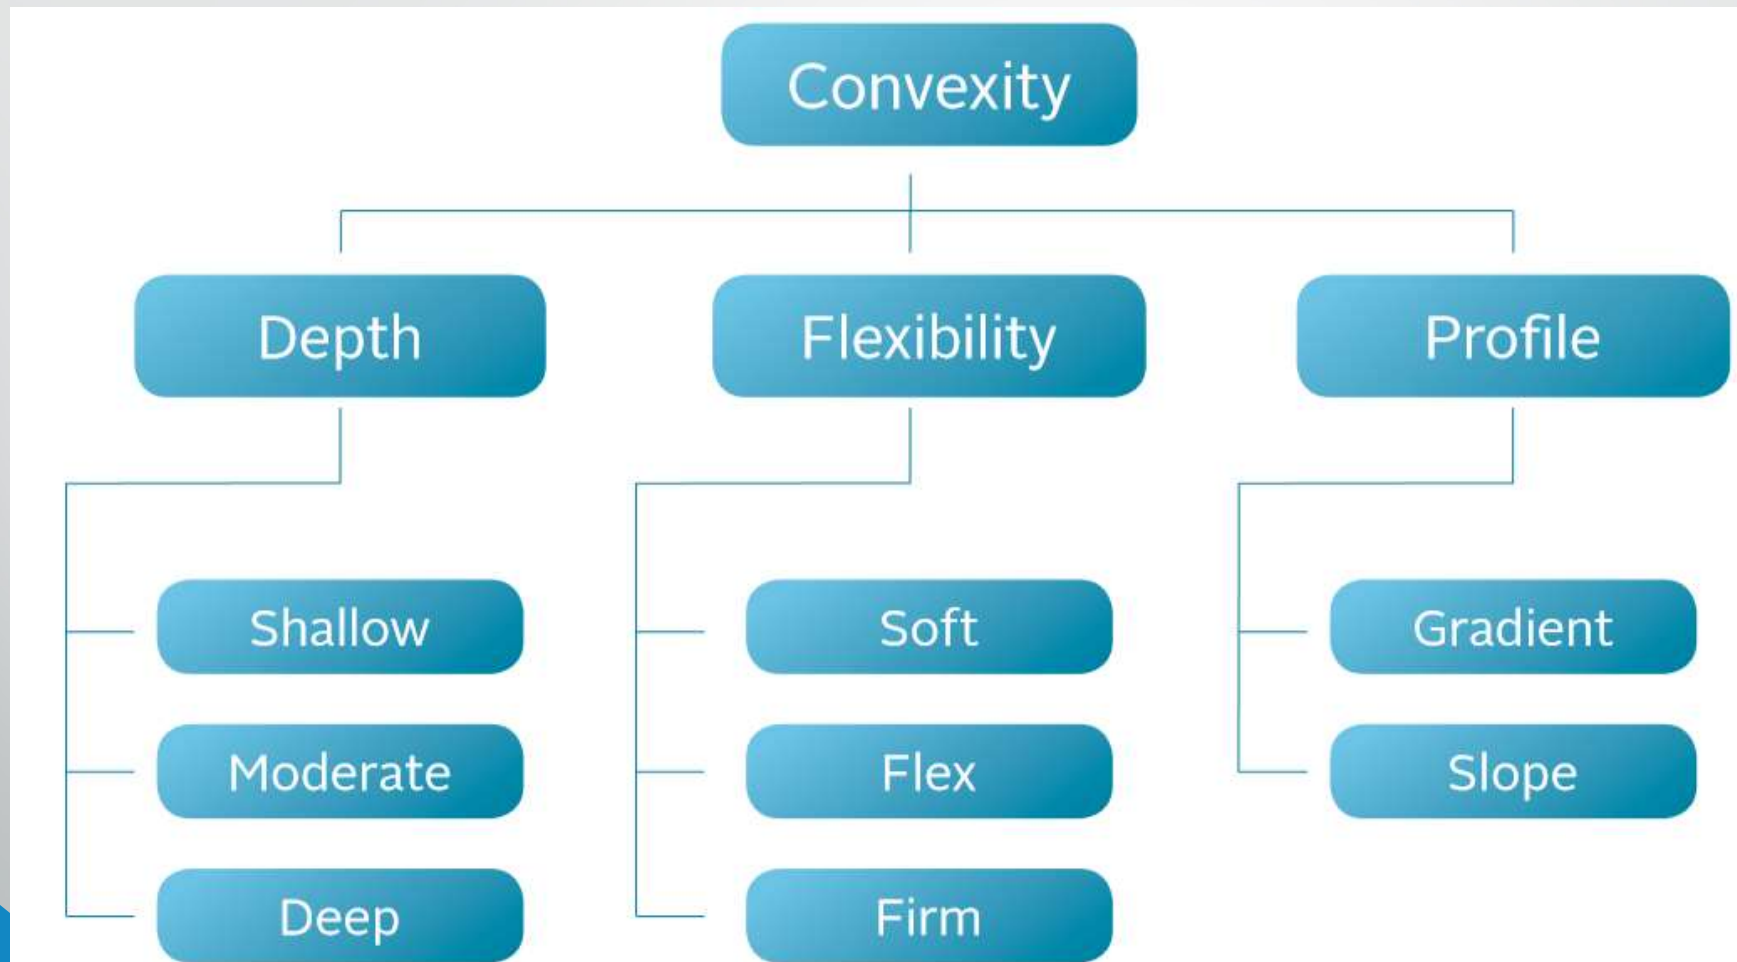 Convexity
Depth
Flexibility
Profile
Shallow
Moderate
Deep
Soft
Flex
Firm
Gradient
Slope